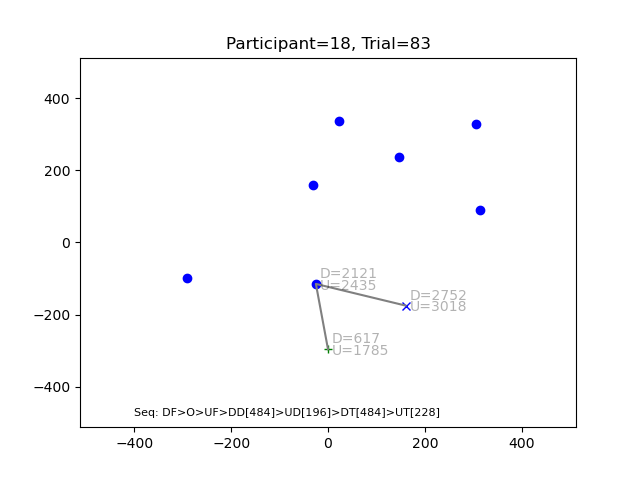 Participant=18, Trial=83
400
200
0
−200
−400
D=2121
U=2435
D=2752
U=3018
D=617
U=1785
Seq: DF>O>UF>DD[484]>UD[196]>DT[484]>UT[228]
−400 −200 0 200 400